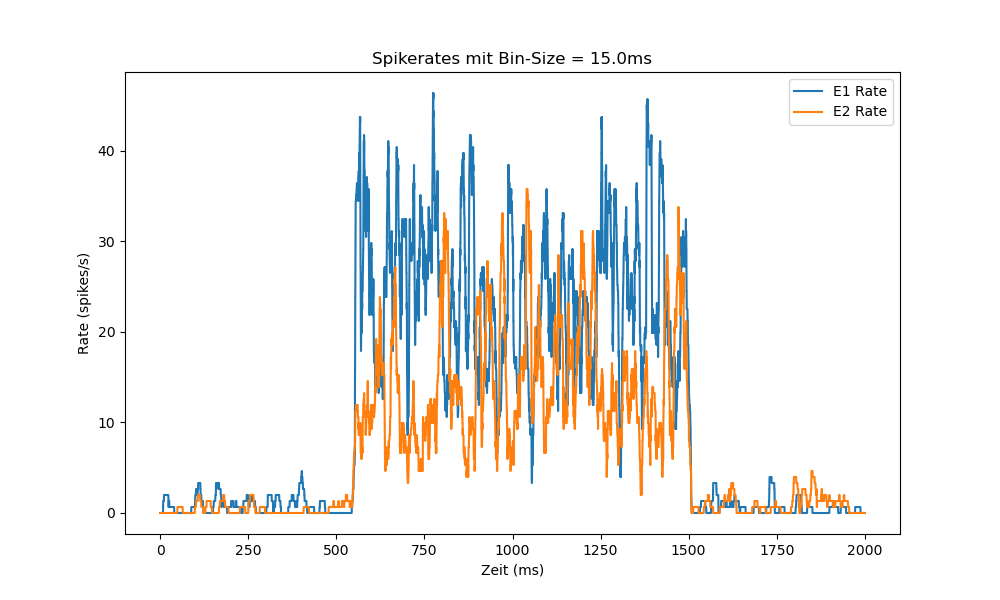 Spikerates mit Bin-Size = 15.0ms
E1 Rate
E2 Rate
Rate (spikes/s)
40
30
20
10
0
0 250 500 750 1000 1250 1500 1750 2000
Zeit (ms)